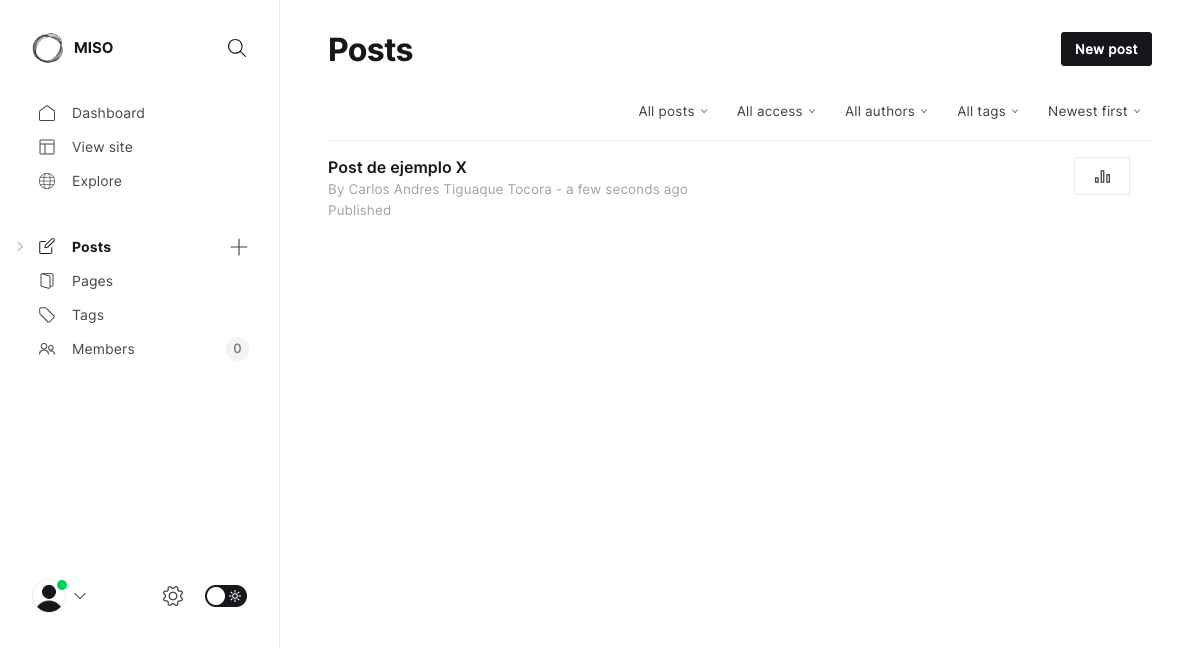 MISO
Dashboard
View site
Explore
Posts
Pages
Tags
Members 0
Posts
New post
All posts All access All authors All tags Newest first
Post de ejemplo X
By Carlos Andres Tiguaque Tocora - a few seconds ago
Published